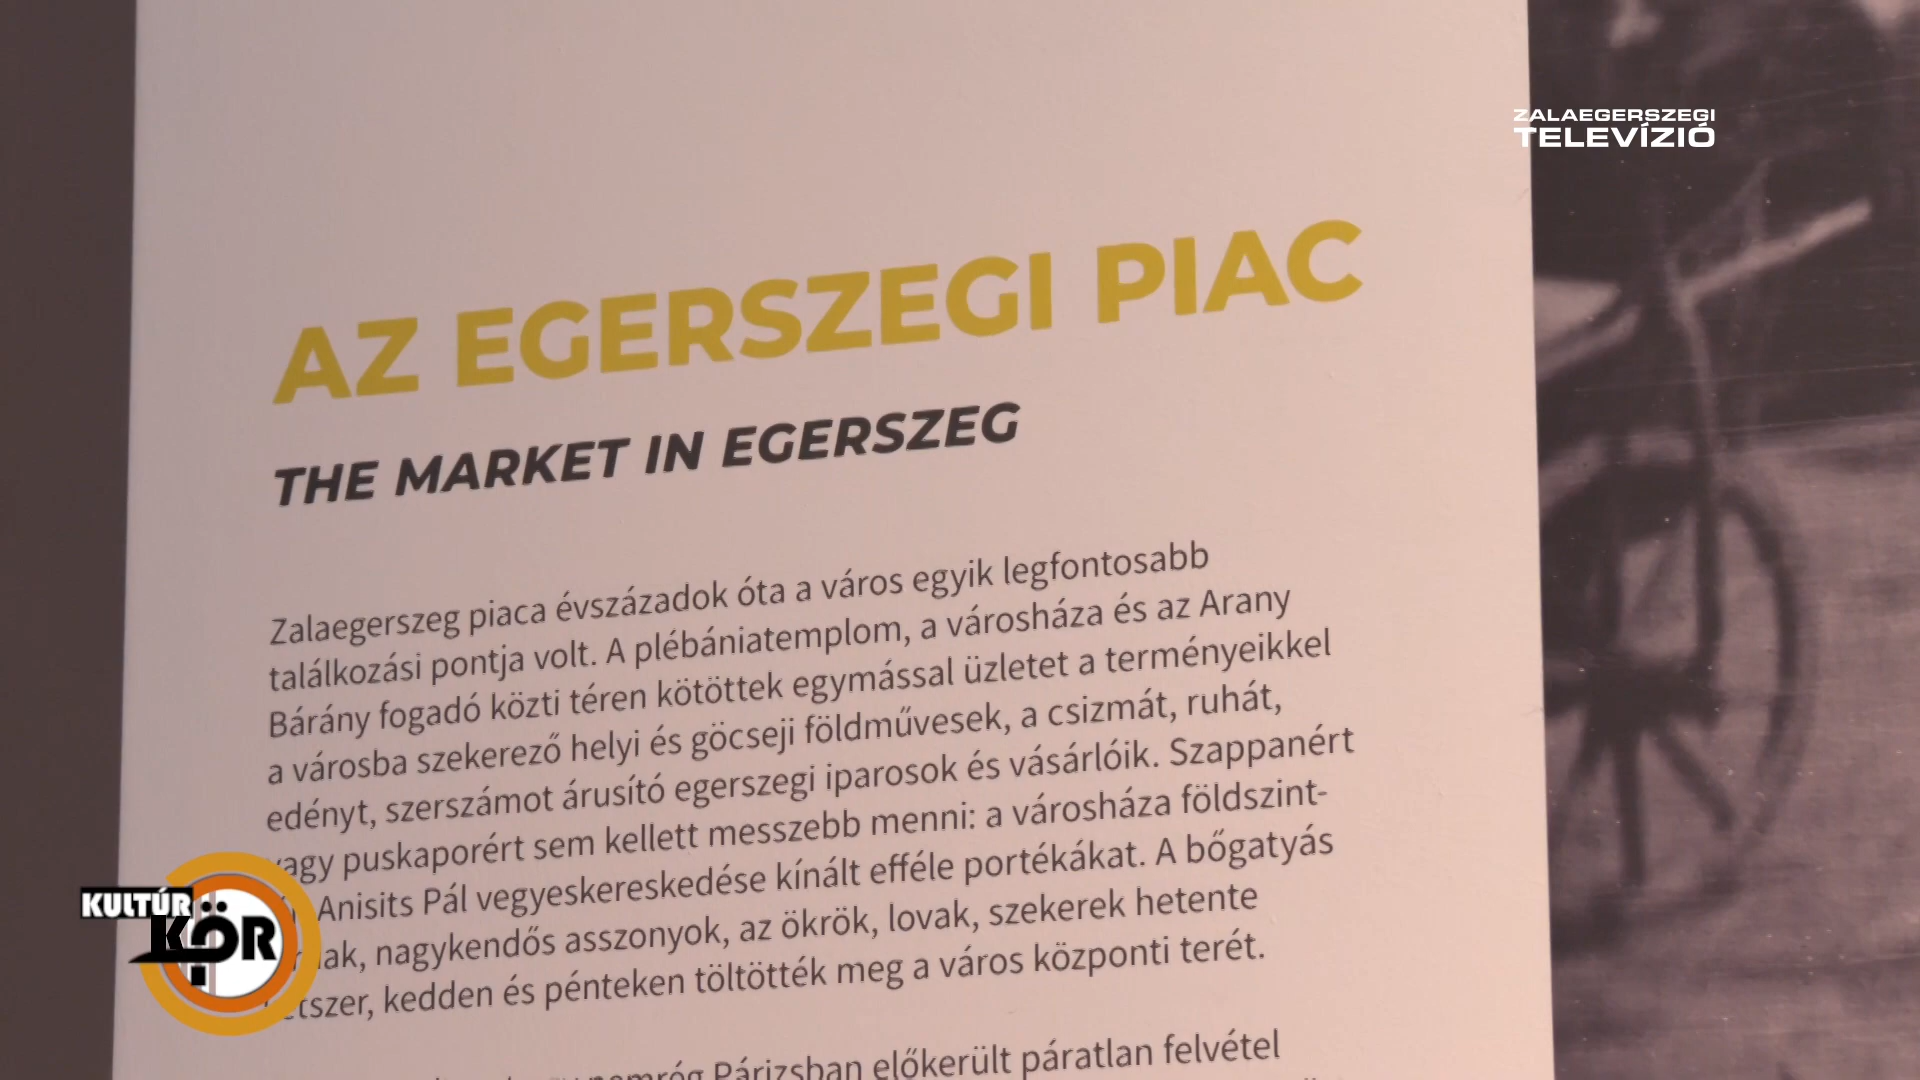 ZALAEGERSZEGI
TELEVÍZIÓ
AZ EGERSZEGI PIAC
THE MARKET IN EGERSZEG
Zalaegerszeg piaca évszázadok óta a város egyik legfontosabb
találkozási pontja volt. A plébániatemplom, a városháza és az Arany
Bárány fogadó közti téren kötöttek egymással üzletet a terményeikkel
a városba szekerező helyi és göcseji földművesek, a csizmát, ruhát,
edényt, szerszámot árusító egerszegi iparosok és vásárlóik. Szappanért
vagy puskaporért sem kellett messzebb menni: a városháza földszint-
Anisits Pál vegyeskereskedése kínált efféle portékákat. A bőgatyás
nagykendős asszonyok, az ökrök, lovak, szekerek hetente
kedden és pénteken töltötték meg a város központi terét.
Párizsban előkerült páratlan felvétel
KULTÚR
KÖR